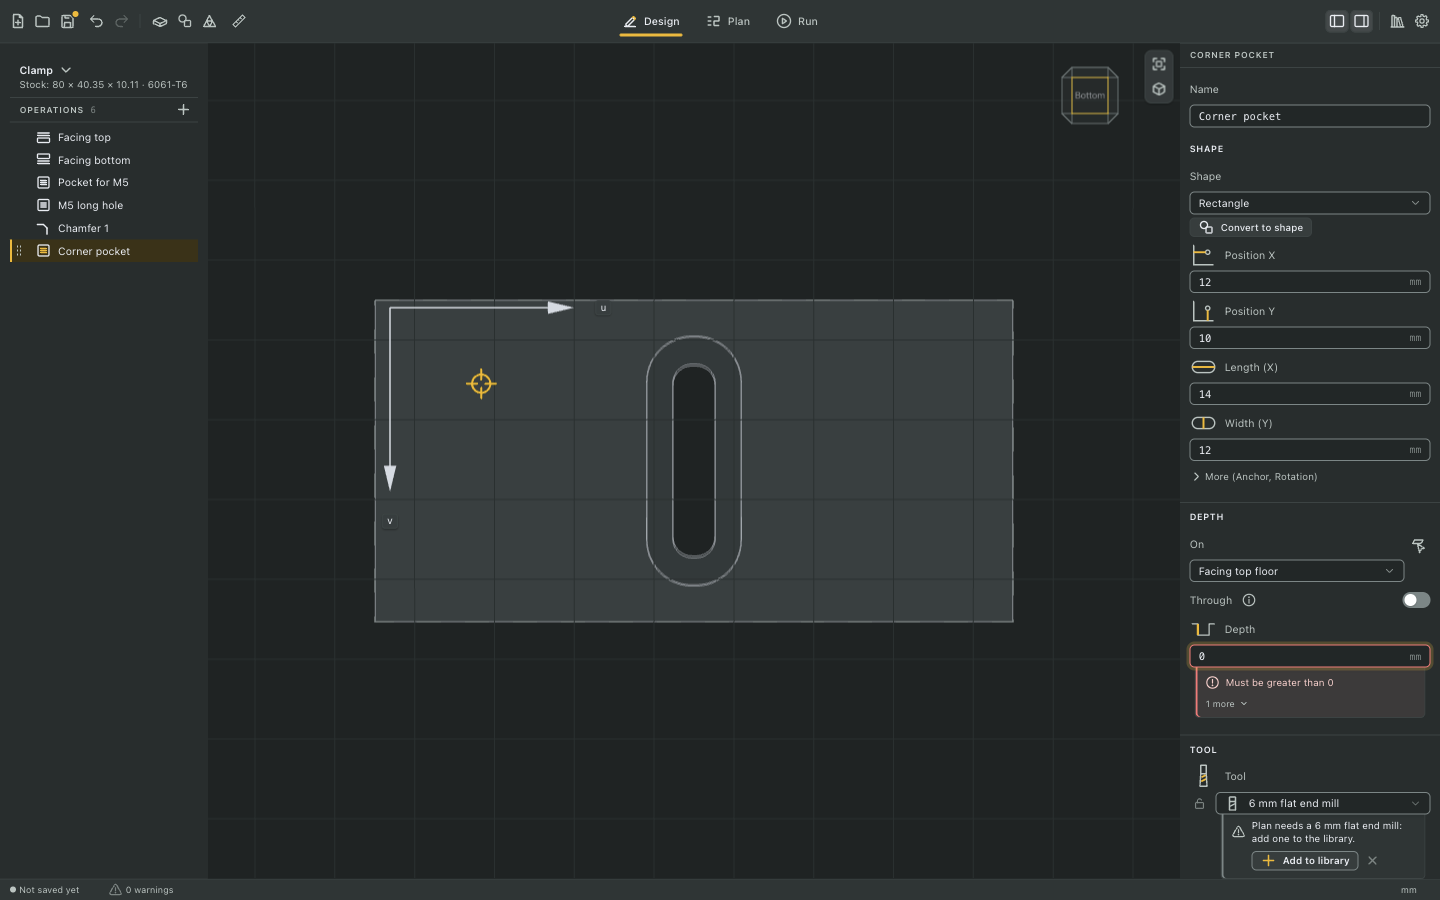 Design
Plan
Run
Clamp
Stock: 80 × 40.35 × 10.11 · 6061-T6
OPERATIONS 6
Facing top
Facing bottom
Pocket for M5
M5 long hole
Chamfer 1
Corner pocket
Bottom
u
v
CORNER POCKET
Name
Corner pocket
SHAPE
Shape
Rectangle
Convert to shape
Position X
12 mm
Position Y
10 mm
Length (X)
14 mm
Width (Y)
12 mm
More (Anchor, Rotation)
DEPTH
On
Facing top floor
Through
Depth
0 mm
Must be greater than 0
1 more
TOOL
Tool
6 mm flat end mill
Plan needs a 6 mm flat end mill:
add one to the library.
Add to library
Not saved yet
0 warnings
mm